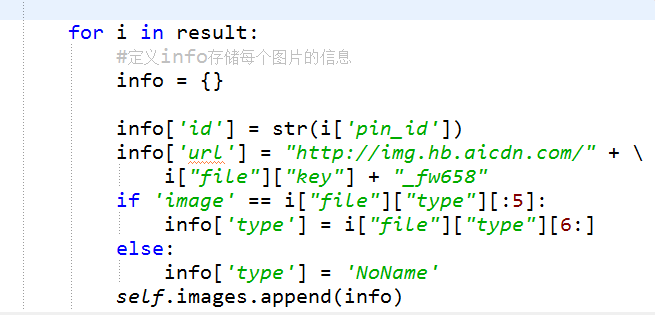 for i in result:
#定义info存储每个图片的信息
info = {}
info['id'] = str(i['pin_id'])
info['url'] = "http://img.hb.aicdn.com/" + \
i["file"]["key"] + "_fw658"
if 'image' == i["file"]["type"][:5]:
info['type'] = i["file"]["type"][6:]
else:
info['type'] = 'NoName'
self.images.append(info)